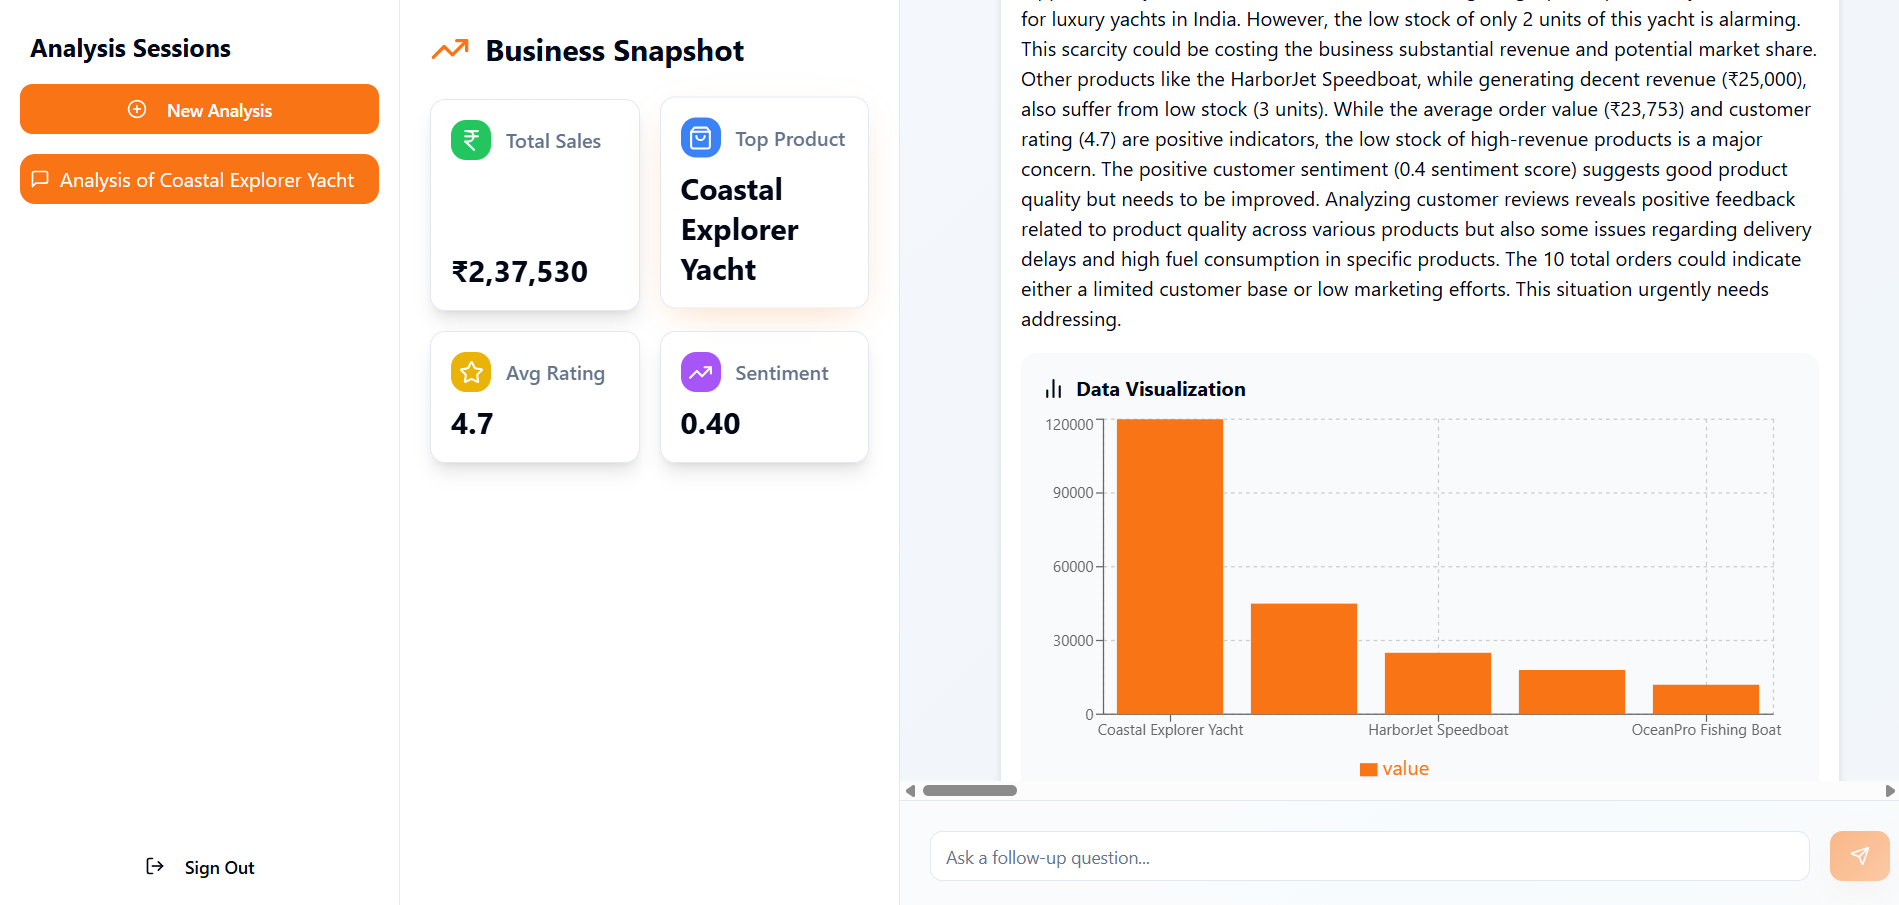 Analysis Sessions
New Analysis
Analysis of Coastal Explorer Yacht
Sign Out
Business Snapshot
Total Sales
₹2,37,530
Top Product
Coastal
Explorer
Yacht
Avg Rating
4.7
Sentiment
0.40
for luxury yachts in India. However, the low stock of only 2 units of this yacht is alarming.
This scarcity could be costing the business substantial revenue and potential market share.
Other products like the HarborJet Speedboat, while generating decent revenue (₹25,000),
also suffer from low stock (3 units). While the average order value (₹23,753) and customer
rating (4.7) are positive indicators, the low stock of high-revenue products is a major
concern. The positive customer sentiment (0.4 sentiment score) suggests good product
quality but needs to be improved. Analyzing customer reviews reveals positive feedback
related to product quality across various products but also some issues regarding delivery
delays and high fuel consumption in specific products. The 10 total orders could indicate
either a limited customer base or low marketing efforts. This situation urgently needs
addressing.
Data Visualization
120000
90000
60000
30000
0
Coastal Explorer Yacht
HarborJet Speedboat
OceanPro Fishing Boat
value
Ask a follow-up question...